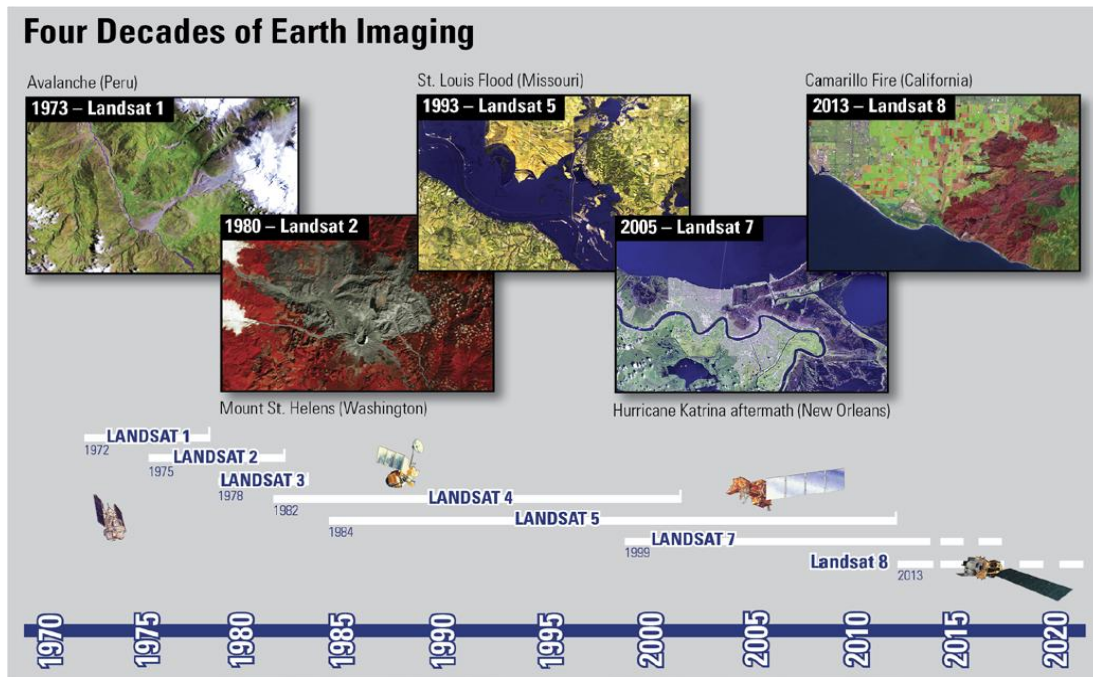 Four Decades of Earth Imaging
Avalanche (Peru)
1973 – Landsat 1
St. Louis Flood (Missouri)
1993 – Landsat 5
Camarillo Fire (California)
2013 – Landsat 8
1980 – Landsat 2
Mount St. Helens (Washington)
2005 – Landsat 7
Hurricane Katrina aftermath (New Orleans)
LANDSAT 1
1972
LANDSAT 2
1975
LANDSAT 3
1978
LANDSAT 4
1982
LANDSAT 5
1984
LANDSAT 7
1999
Landsat 8
2013
1970
1975
1980
1985
1990
1995
2000
2005
2010
2015
2020